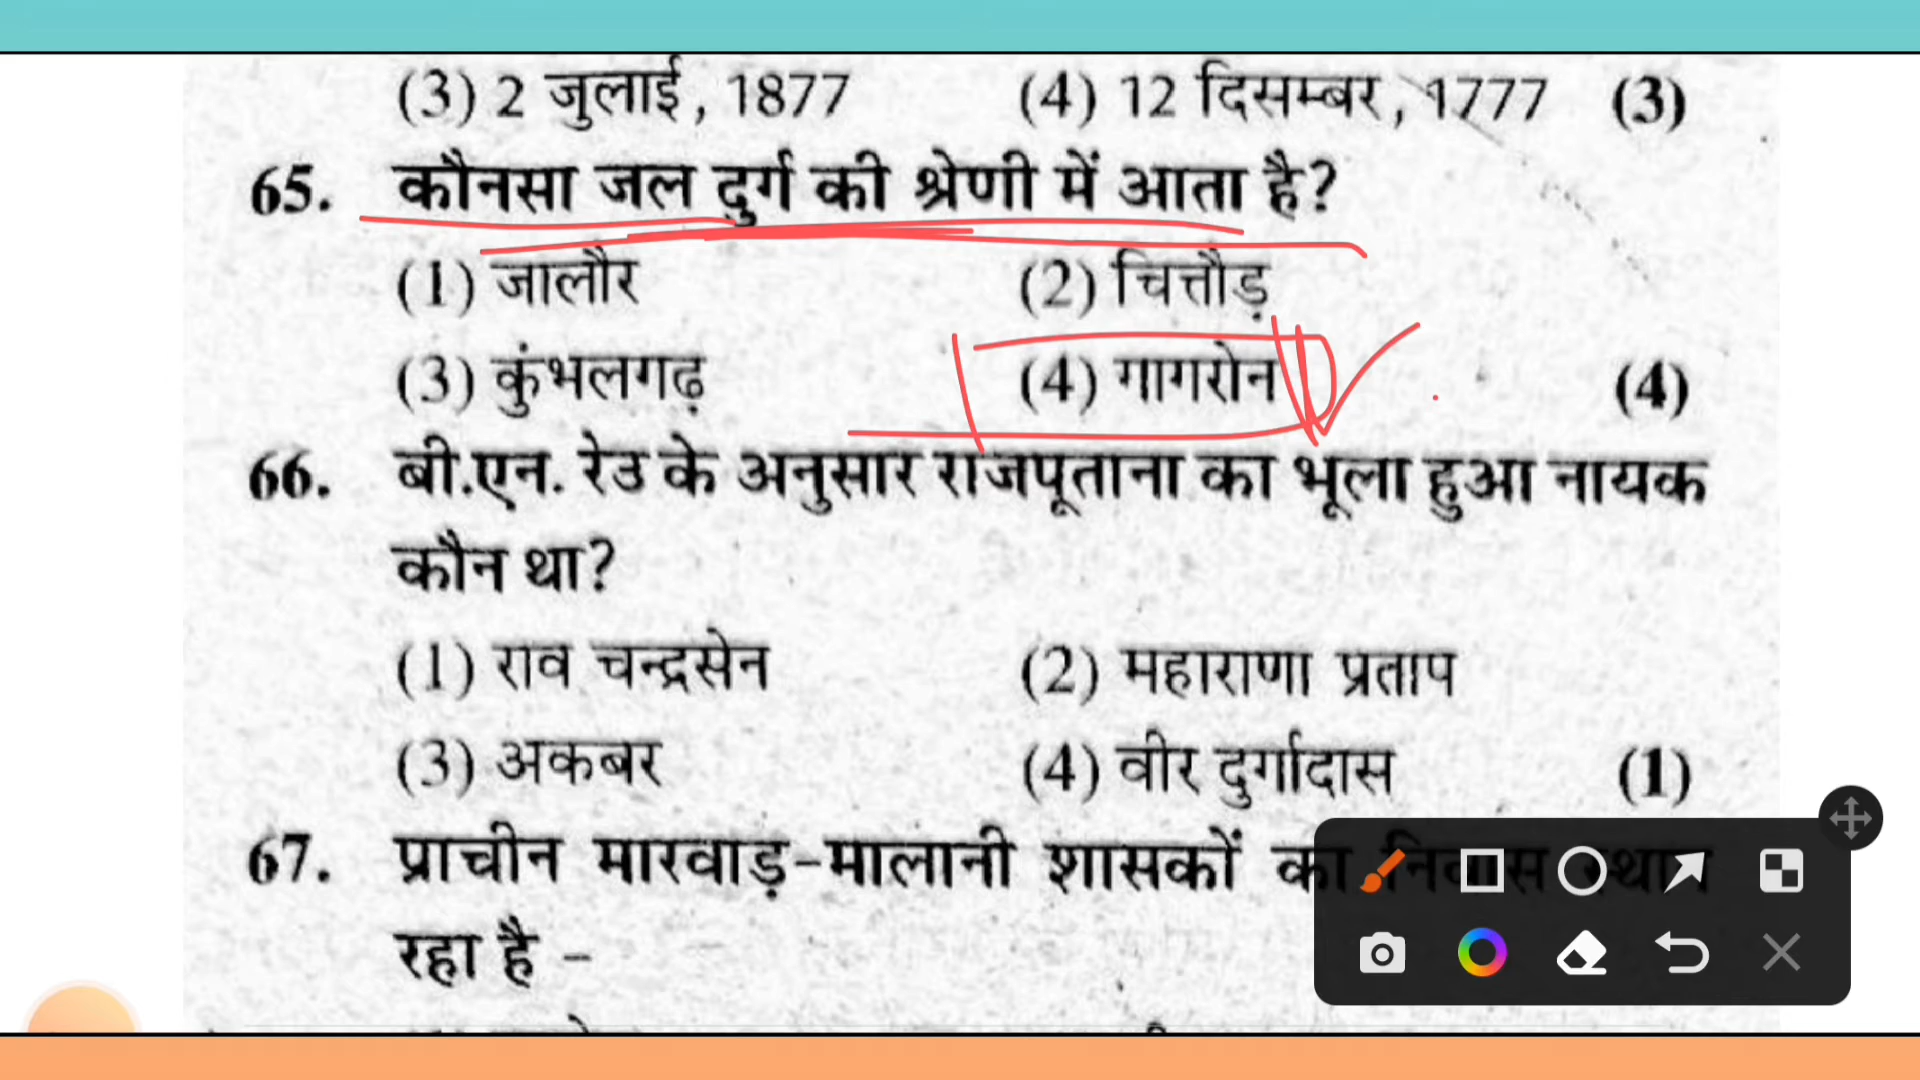 (3) 2 जुलाई, 1877 (4) 12 दिसम्बर, 1777 (3)
65. कौनसा जल दुर्ग की श्रेणी में आता है?
(1) जालौर (2) चित्तौड़
(3) कुंभलगढ़ (4) गागरोन (4)
66. बी.एन. रेउ के अनुसार राजपूताना का भूला हुआ नायक
कौन था?
(1) राव चन्द्रसेन (2) महाराणा प्रताप
(3) अकबर (4) वीर दुर्गादास (1)
67. प्राचीन मारवाड़-मालानी शासकों का निवास स्थान
रहा है -